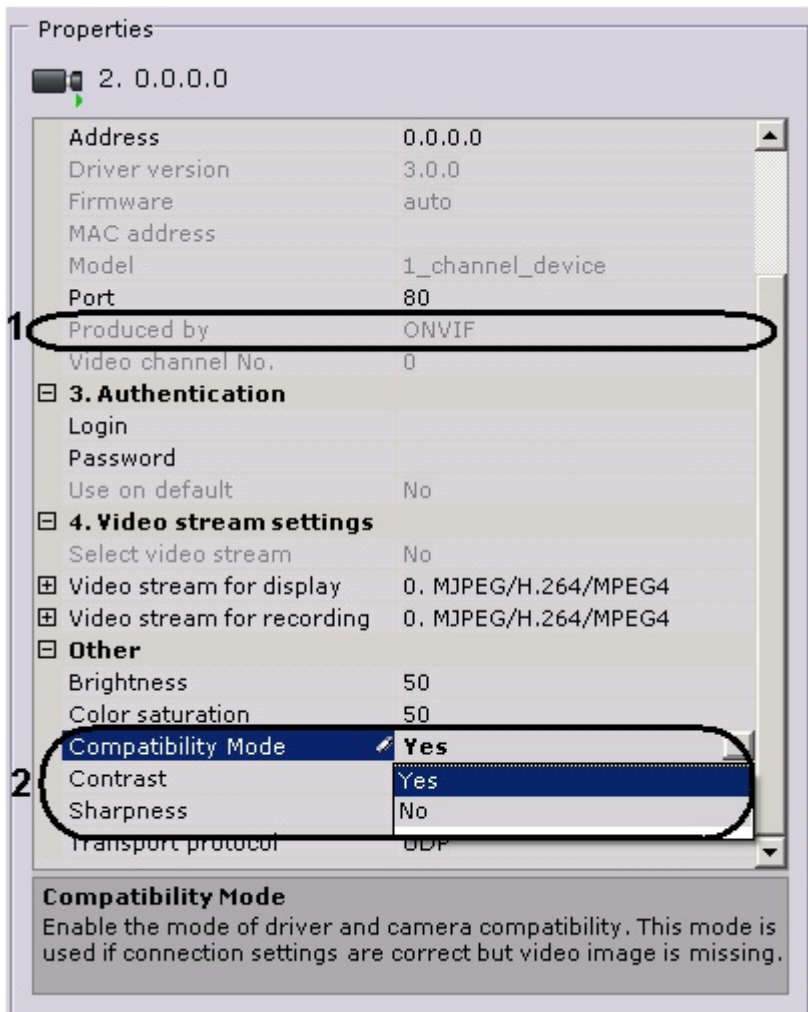 Properties
2. 0.0.0.0
Address 0.0.0.0
Driver version 3.0.0
Firmware auto
MAC address
Model 1_channel_device
Port 80
1 Produced by ONVIF
Video channel No. 0
3. Authentication
Login
Password
Use on default No
4. Video stream settings
Select video stream No
Video stream for display 0. MJPEG/H.264/MPEG4
Video stream for recording 0. MJPEG/H.264/MPEG4
Other
Brightness 50
Color saturation 50
Compatibility Mode Yes
2 Contrast Yes
Sharpness No
Transport protocol UDP
Compatibility Mode
Enable the mode of driver and camera compatibility. This mode is
used if connection settings are correct but video image is missing.